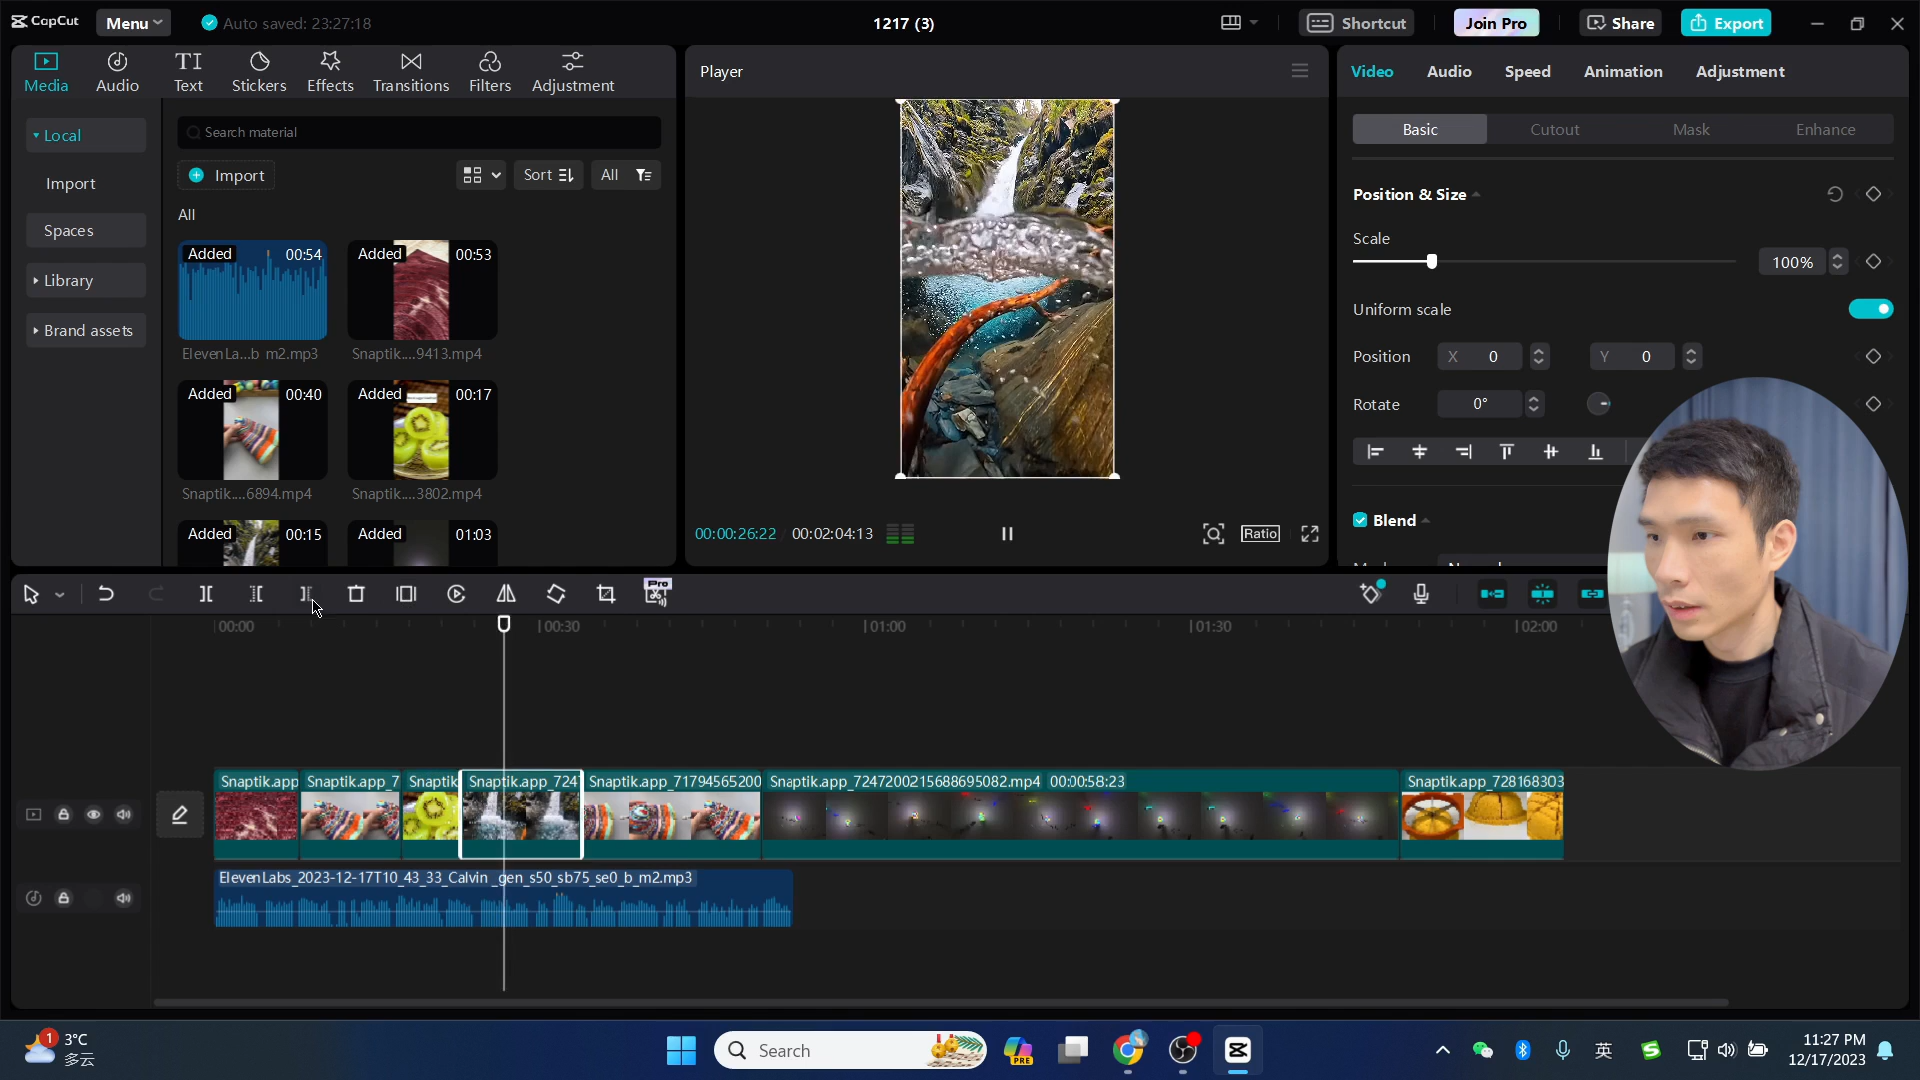 CapCut
Menu
Auto saved: 23:27:18
1217 (3)
Shortcut
Join Pro
Share
Export
Media
Audio
Text
Stickers
Effects
Transitions
Filters
Adjustment
Local
Import
Spaces
Library
Brand assets
Search material
Import
Sort
All
All
Added 00:54
Added 00:53
ElevenLa...b m2.mp3
Snaptik....9413.mp4
Added 00:40
Added 00:17
Snaptik....6894.mp4
Snaptik....3802.mp4
Added 00:15
Added 01:03
Player
00:00:26:22
00:02:04:13
Ratio
Video
Audio
Speed
Animation
Adjustment
Basic
Cutout
Mask
Enhance
Position & Size
Scale
100%
Uniform scale
Position
X 0
Y 0
Rotate
0°
Blend
Pro
00:00
00:30
01:00
01:30
02:00
Snaptik.app
Snaptik.app_7
Snaptik
Snaptik.app_724
Snaptik.app_71794565200
Snaptik.app_7247200215688695082.mp4 00:00:58:23
Snaptik.app_728168303
ElevenLabs_2023-12-17T10_43_33_Calvin _gen_s50_sb75_se0_b_m2.mp3
1
3°C
多云
Search
PRE
英
11:27 PM
12/17/2023